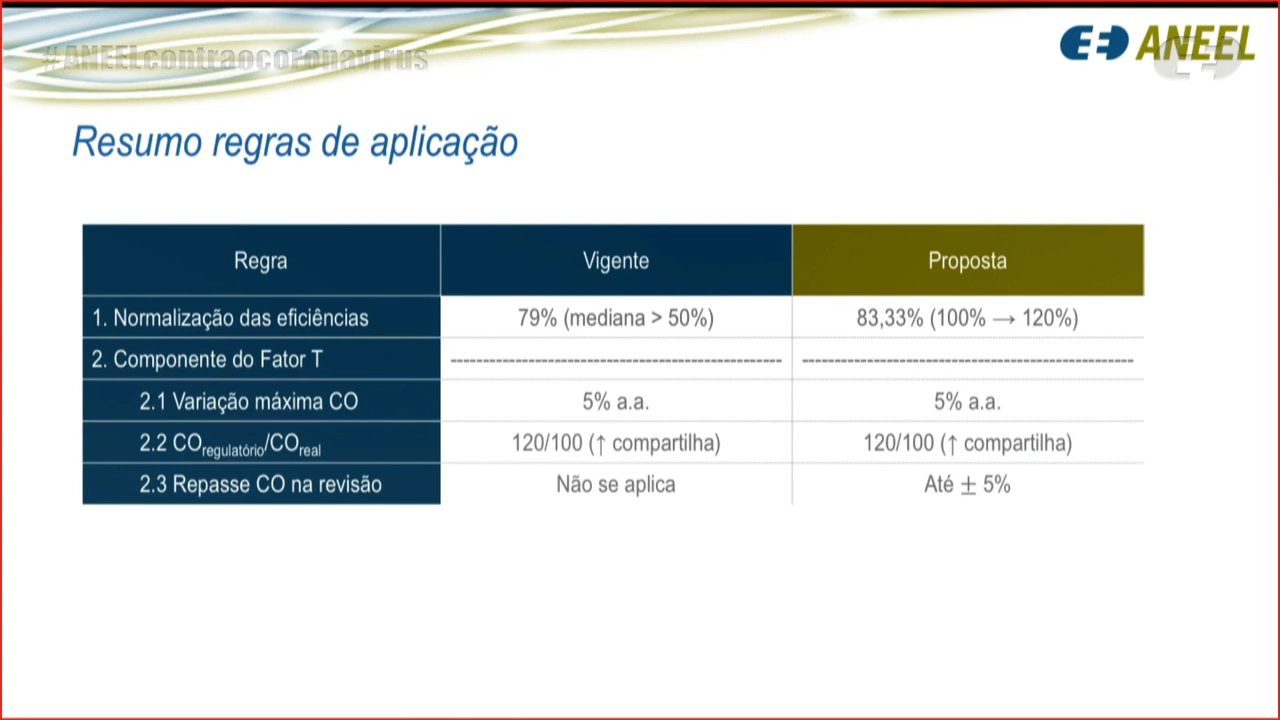 #ANEELcontraocoronavirus
ANEEL
Resumo regras de aplicação
Regra Vigente Proposta
1. Normalização das eficiências 79% (mediana > 50%) 83,33% (100% → 120%)
2. Componente do Fator T ---------------------------------------------------- ----------------------------------------------------
2.1 Variação máxima CO 5% a.a. 5% a.a.
2.2 COregulatório/COreal 120/100 (↑ compartilha) 120/100 (↑ compartilha)
2.3 Repasse CO na revisão Não se aplica Até ± 5%